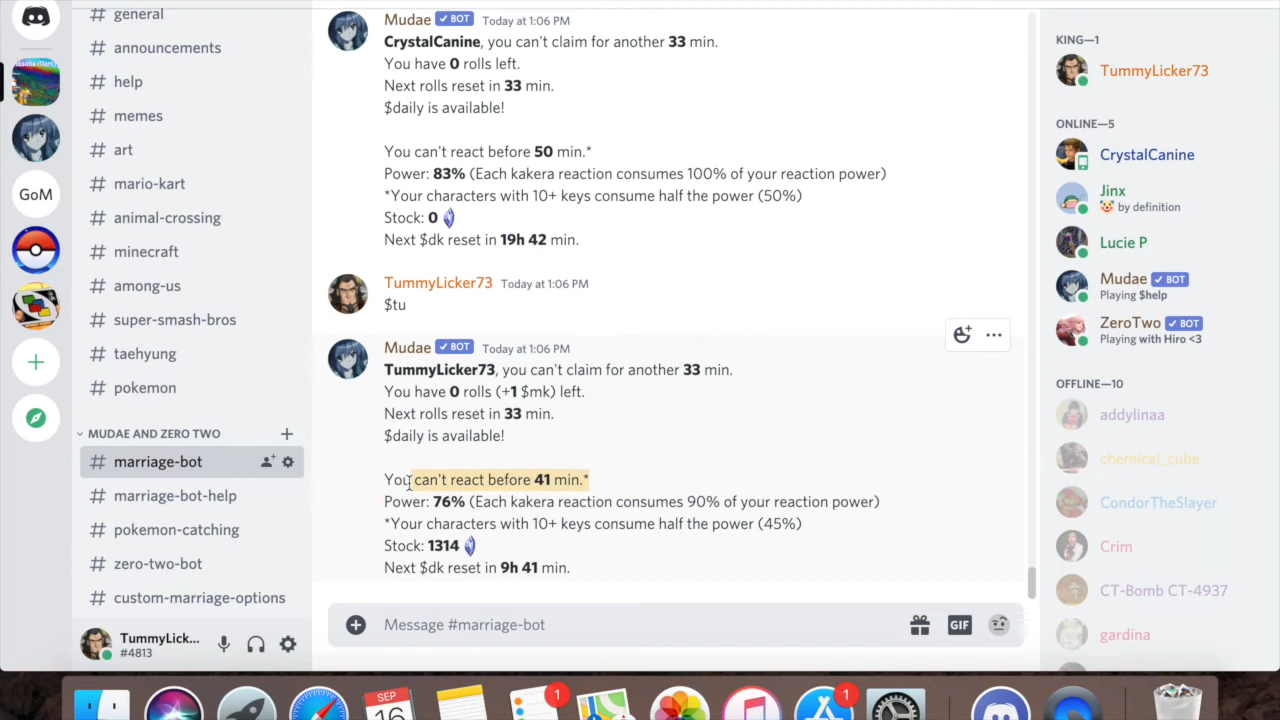 GoM
general
announcements
help
memes
art
mario-kart
animal-crossing
minecraft
among-us
super-smash-bros
taehyung
pokemon
MUDAE AND ZERO TWO
marriage-bot
marriage-bot-help
pokemon-catching
zero-two-bot
custom-marriage-options
TummyLick...
#4813
Mudae ✓ BOT Today at 1:06 PM
CrystalCanine, you can't claim for another 33 min.
You have 0 rolls left.
Next rolls reset in 33 min.
$daily is available!
You can't react before 50 min.*
Power: 83% (Each kakera reaction consumes 100% of your reaction power)
*Your characters with 10+ keys consume half the power (50%)
Stock: 0
Next $dk reset in 19h 42 min.
TummyLicker73 Today at 1:06 PM
$tu
Mudae ✓ BOT Today at 1:06 PM
TummyLicker73, you can't claim for another 33 min.
You have 0 rolls (+1 $mk) left.
Next rolls reset in 33 min.
$daily is available!
You can't react before 41 min.*
Power: 76% (Each kakera reaction consumes 90% of your reaction power)
*Your characters with 10+ keys consume half the power (45%)
Stock: 1314
Next $dk reset in 9h 41 min.
Message #marriage-bot
GIF
KING—1
TummyLicker73
ONLINE—5
CrystalCanine
Jinx
by definition
Lucie P
Mudae ✓ BOT
Playing $help
ZeroTwo ✓ BOT
Playing with Hiro <3
OFFLINE—10
addylinaa
chemical_cube
CondorTheSlayer
Crim
CT-Bomb CT-4937
gardina
SEP
16
1
1